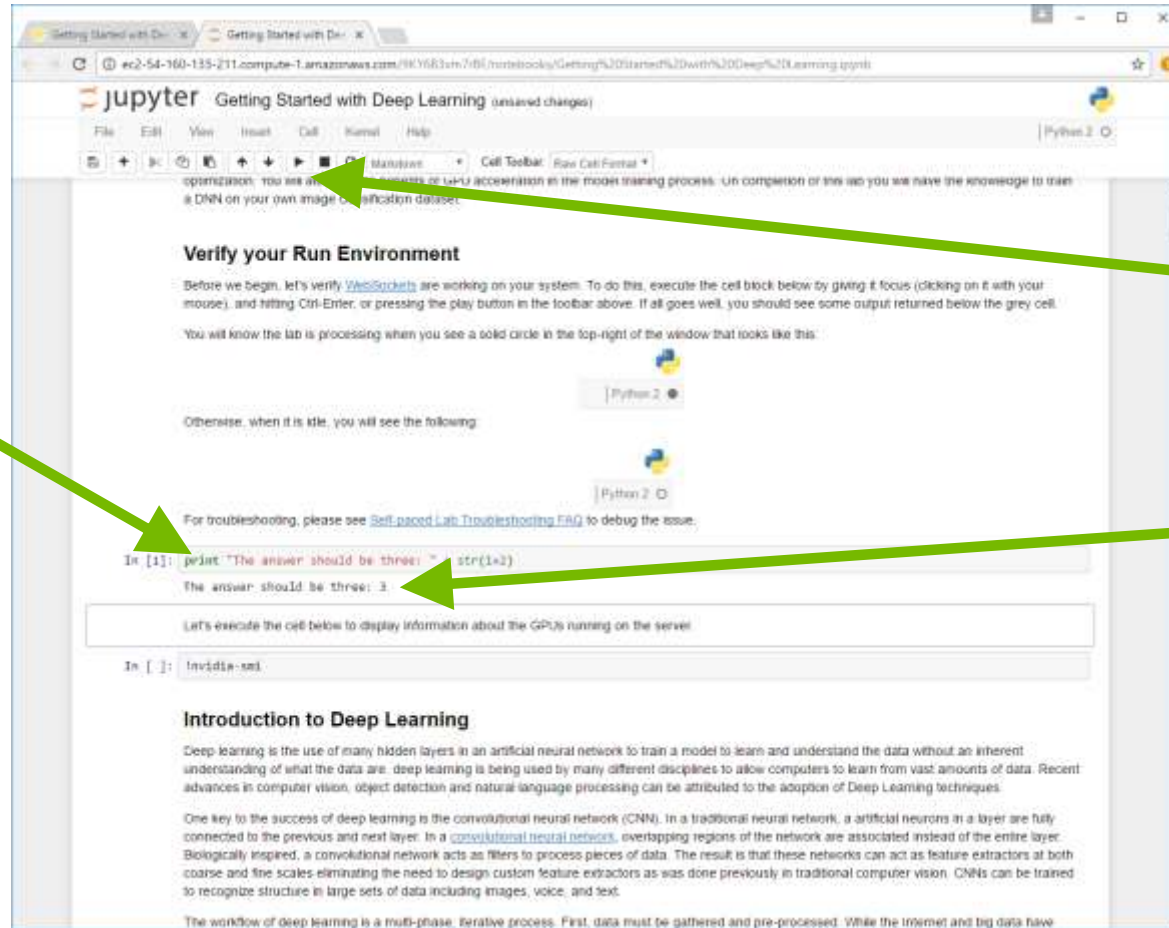 Getting Started with De
Getting Started with De
ec2-54-160-135-211.compute-1.amazonaws.com/
jupyter Getting Started with Deep Learning (unsaved changes)
File Edit View Insert Cell Kernel Help Python 2
Markdown Cell Toolbar: Raw Cell Format
optimization. You will of GPU acceleration in the model training process. On completion of this lab you will have the knowledge to train
a DNN on your own image classification dataset.
Verify your Run Environment
Before we begin, let's verify WebSockets are working on your system. To do this, execute the cell block below by giving it focus (clicking on it with your
mouse), and hitting Ctrl-Enter, or pressing the play button in the toolbar above. If all goes well, you should see some output returned below the grey cell.
You will know the lab is processing when you see a solid circle in the top-right of the window that looks like this:
Python 2
Otherwise, when it is idle, you will see the following:
Python 2
For troubleshooting, please see Self-paced Lab Troubleshooting FAQ to debug the issue.
In [1]: print "The answer should be three: " + str(1+2)
The answer should be three: 3
Let's execute the cell below to display information about the GPUs running on the server.
In [ ]: !nvidia-smi
Introduction to Deep Learning
Deep learning is the use of many hidden layers in an artificial neural network to train a model to learn and understand the data without an inherent
understanding of what the data are. deep learning is being used by many different disciplines to allow computers to learn from vast amounts of data. Recent
advances in computer vision, object detection and natural language processing can be attributed to the adoption of Deep Learning techniques.
One key to the success of deep learning is the convolutional neural network (CNN). In a traditional neural network, a artificial neurons in a layer are fully
connected to the previous and next layer. In a convolutional neural network, overlapping regions of the network are associated instead of the entire layer.
Biologically inspired, a convolutional network acts as filters to process pieces of data. The result is that these networks can act as feature extractors at both
coarse and fine scales eliminating the need to design custom feature extractors as was done previously in traditional computer vision. CNNs can be trained
to recognize structure in large sets of data including images, voice, and text.
The workflow of deep learning is a multi-phase, iterative process. First, data must be gathered and pre-processed. While the internet and big data have